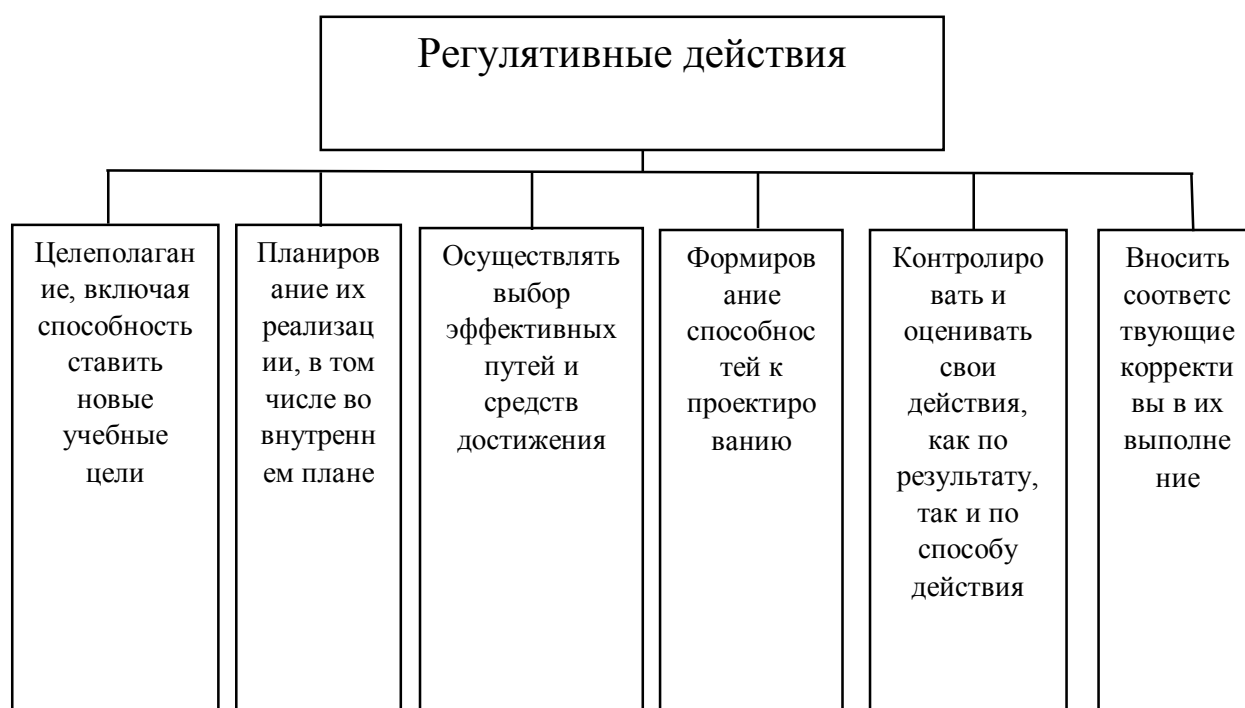 Регулятивные действия
Целеполаган
ие, включая
способность
ставить
новые
учебные
цели
Планиров
ание их
реализац
ии, в том
числе во
внутренн
ем плане
Осуществлять
выбор
эффективных
путей и
средств
достижения
Формиров
ание
способнос
тей к
проектиро
ванию
Контролиро
вать и
оценивать
свои
действия,
как по
результату,
так и по
способу
действия
Вносить
соответс
твующие
корректи
вы в их
выполне
ние